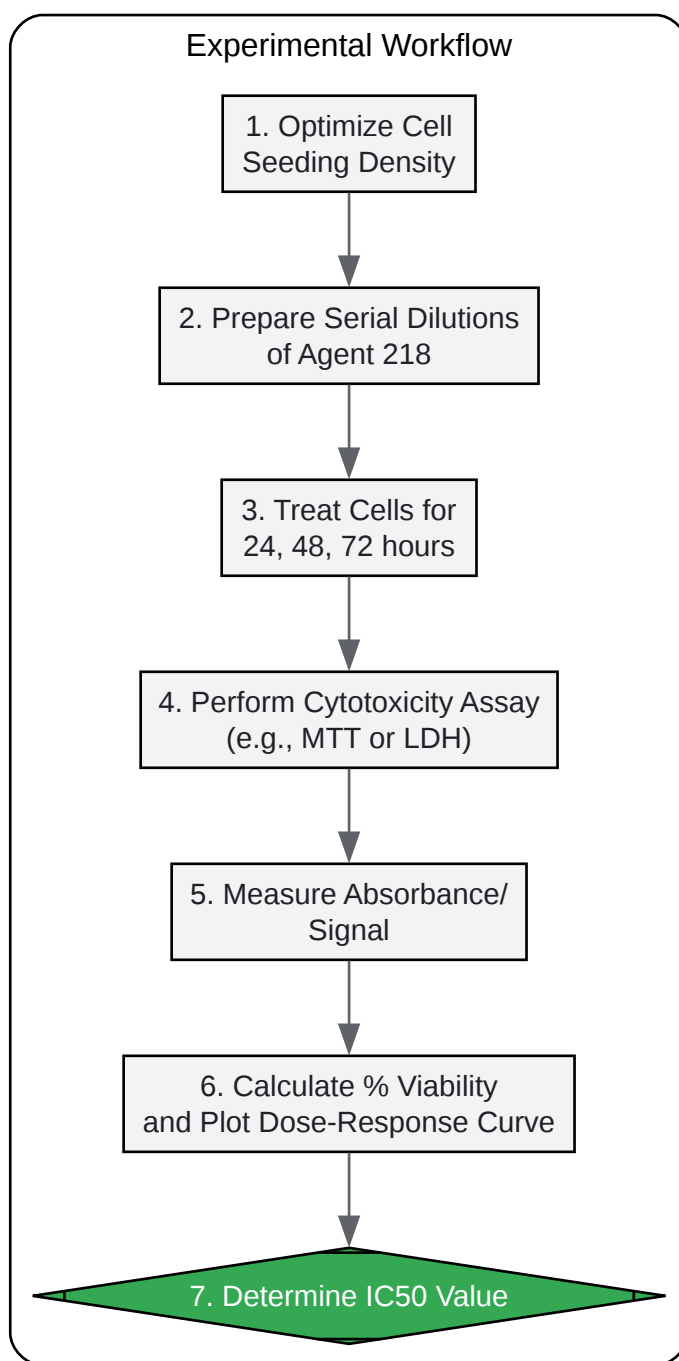 Experimental Workflow
1. Optimize Cell
Seeding Density
2. Prepare Serial Dilutions
of Agent 218
3. Treat Cells for
24, 48, 72 hours
4. Perform Cytotoxicity Assay
(e.g., MTT or LDH)
5. Measure Absorbance/
Signal
6. Calculate % Viability
and Plot Dose-Response Curve
7. Determine IC50 Value